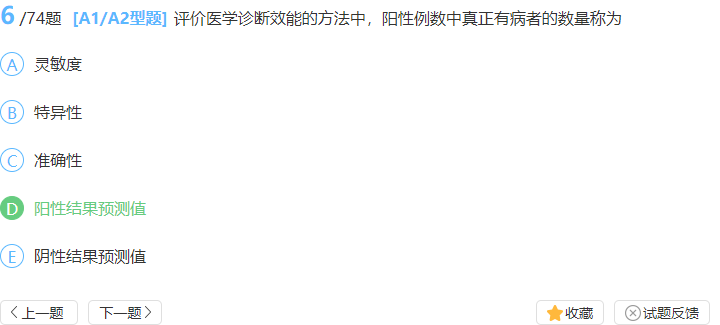 6/74题 [A1/A2型题] 评价医学诊断效能的方法中，阳性例数中真正有病者的数量称为
A 灵敏度
B 特异性
C 准确性
D 阳性结果预测值
E 阴性结果预测值
上一题 下一题 收藏 试题反馈